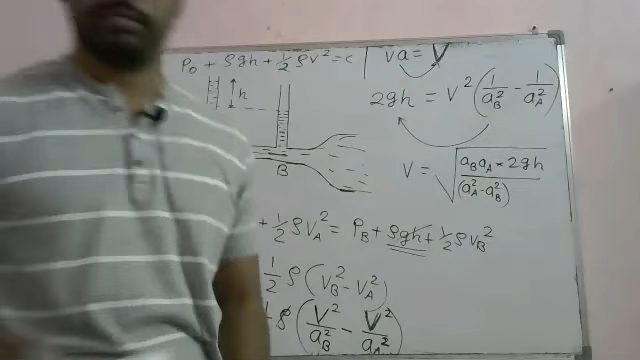 P₀ + ρgh + ½ρv² = c
va = V
h
2gh = V² (1/a_B² - 1/a_A²)
B
V = √(a_B a_A × 2gh / (a_A² - a_B²))
+ ½ρV_A² = P_B + ρgh + ½ρv_B²
½ρ (V_B² - V_A²)
ρ (V²/a_B² - V²/a_A²)